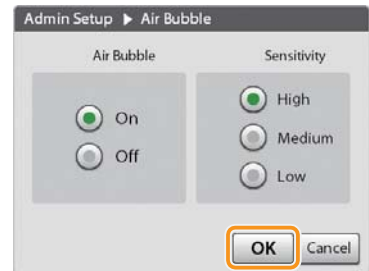 Admin Setup ▶ Air Bubble
Air Bubble Sensitivity
On
Off
High
Medium
Low
OK Cancel